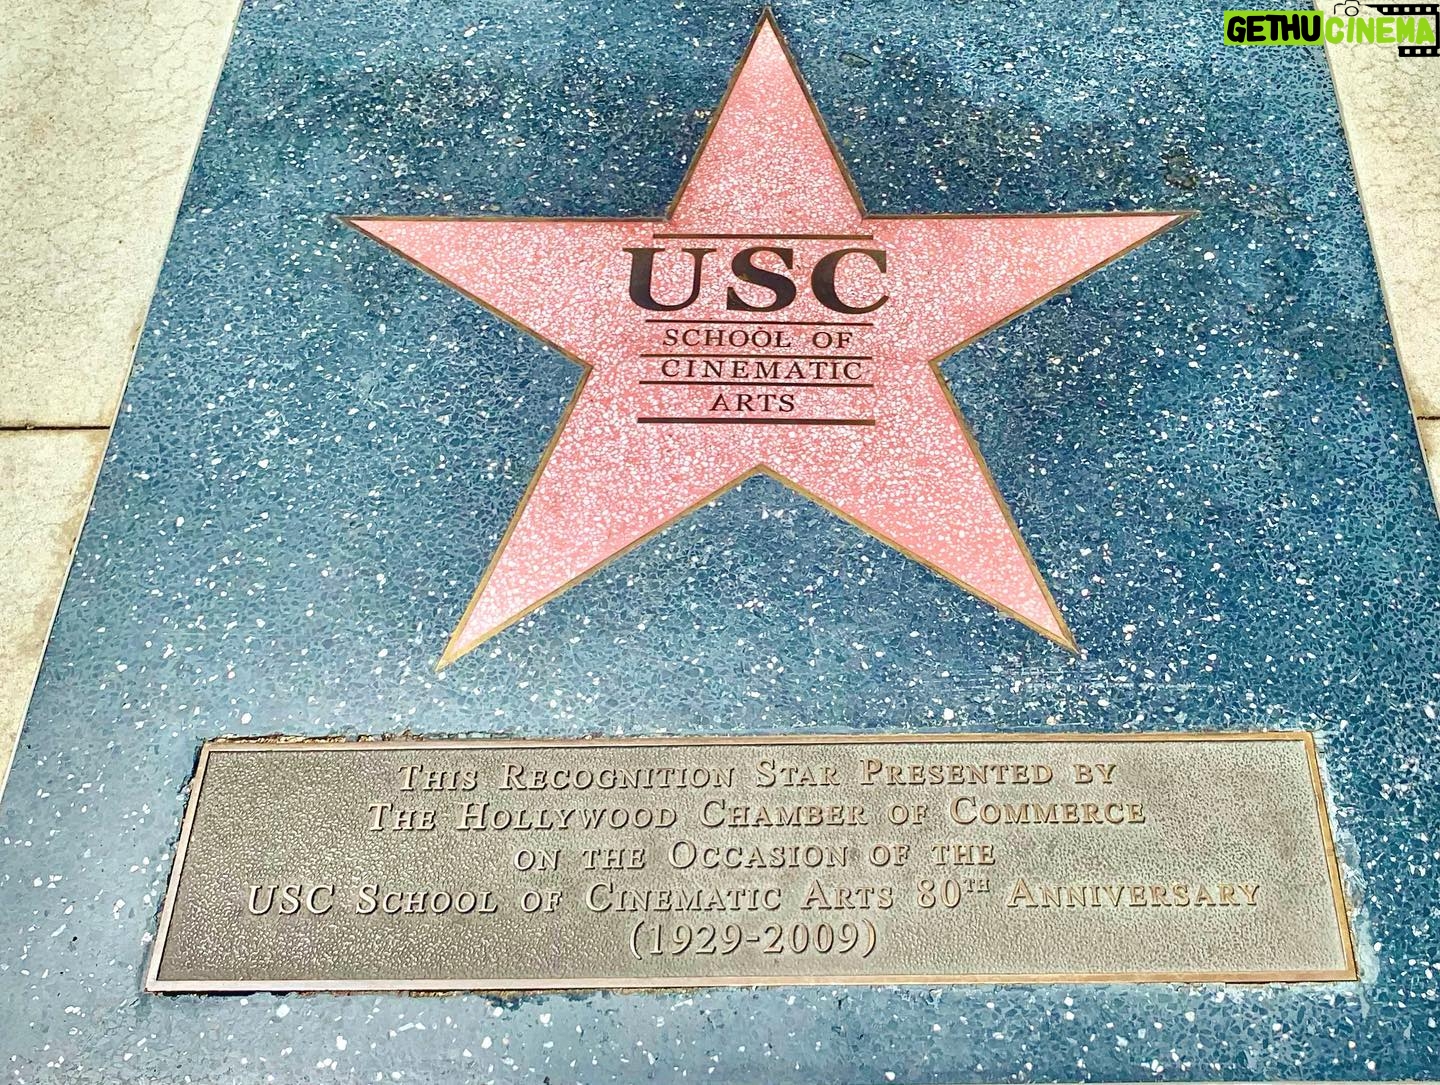 GETHU CINEMA
USC
SCHOOL OF
CINEMATIC
ARTS
THIS RECOGNITION STAR PRESENTED BY
THE HOLLYWOOD CHAMBER OF COMMERCE
ON THE OCCASION OF THE
USC SCHOOL OF CINEMATIC ARTS 80TH ANNIVERSARY
(1929-2009)